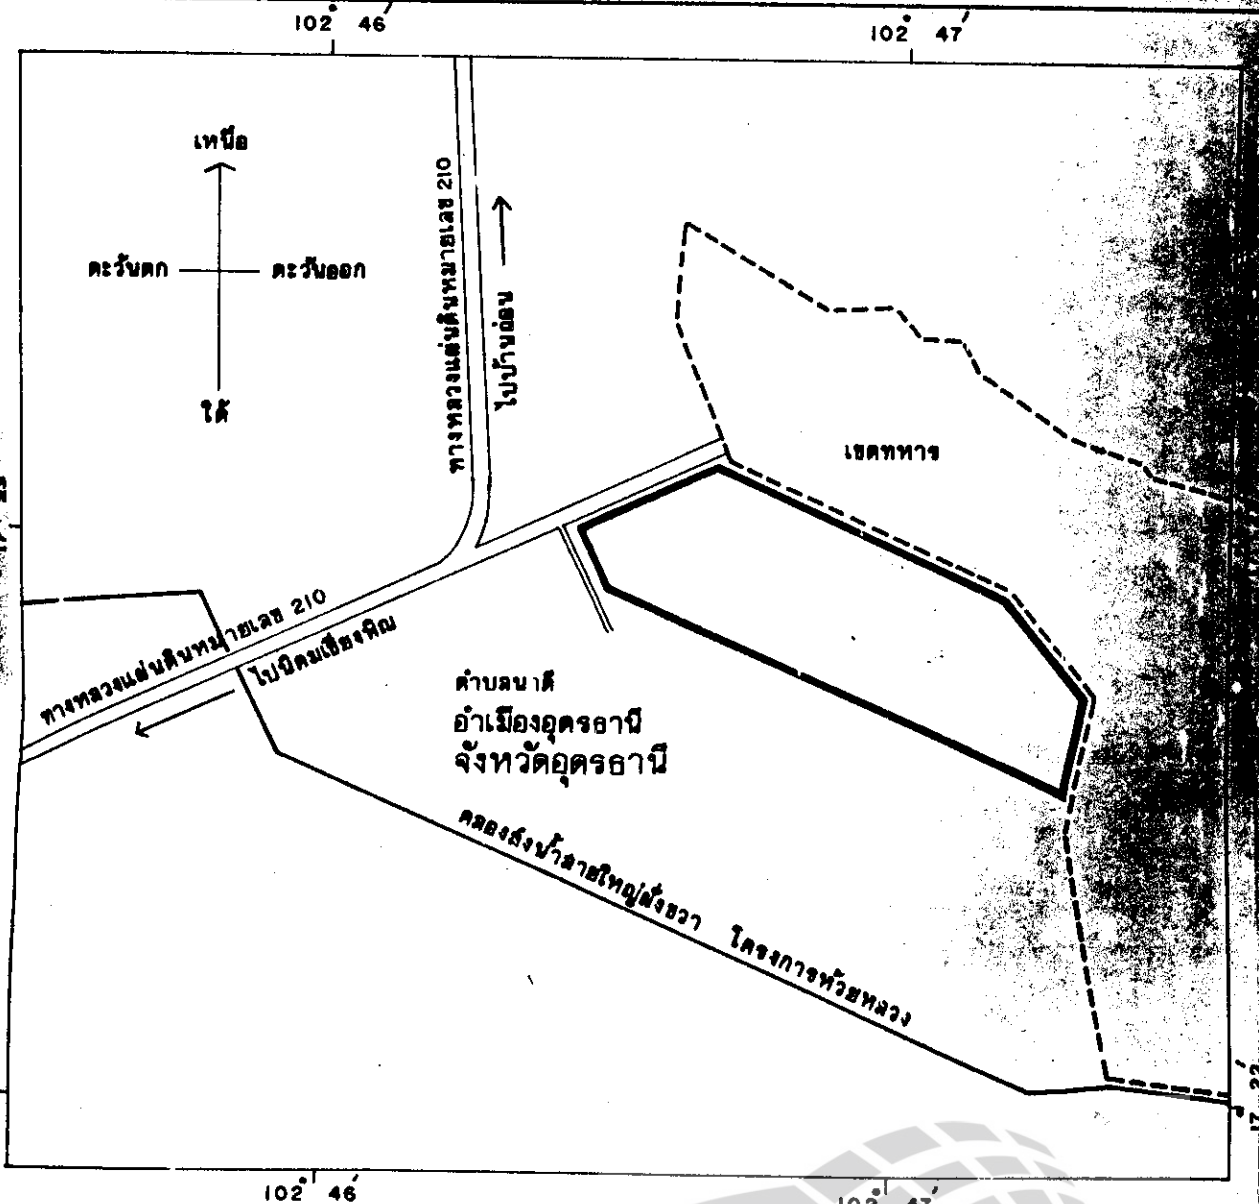 102° 46′
102° 47′
เหนือ
ตะวันตก
ตะวันออก
ใต้
ทางหลวงแผ่นดินหมายเลข 210
ไปบ้านย่อน
เขตทหาร
ทางหลวงแผ่นดินหมายเลข 210
ไปนิคมเชียงพิณ
ตำบลนาดี
อำเมืองอุดรธานี
จังหวัดอุดรธานี
คลองส่งน้ำสายใหญ่ฝั่งขวา โครงการห้วยหลวง
17° 22′
102° 46′
102° 47′